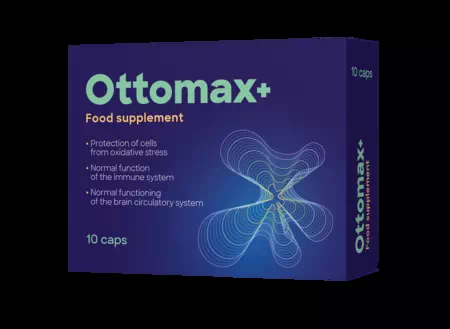 Ottomax+
Food supplement
• Protection of cells
from oxidative stress
• Normal function
of the immune system
• Normal functioning
of the brain circulatory system
10 caps
10 caps
Ottomax+
Food supplement